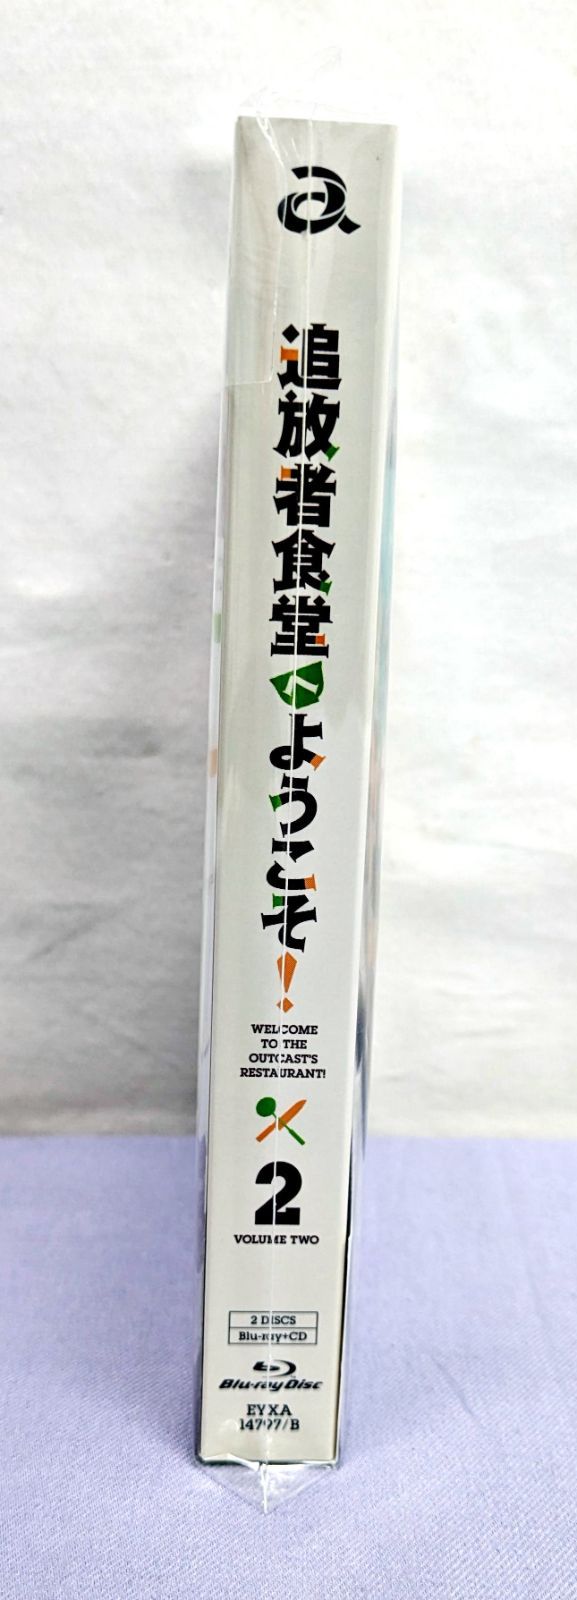 a
追放者食堂へようこそ!
WELCOME
TO THE
OUTCAST'S
RESTAURANT!
2
VOLUME TWO
2 DISCS
Blu-ray+CD
Blu-ray Disc
EYXA
14797/B